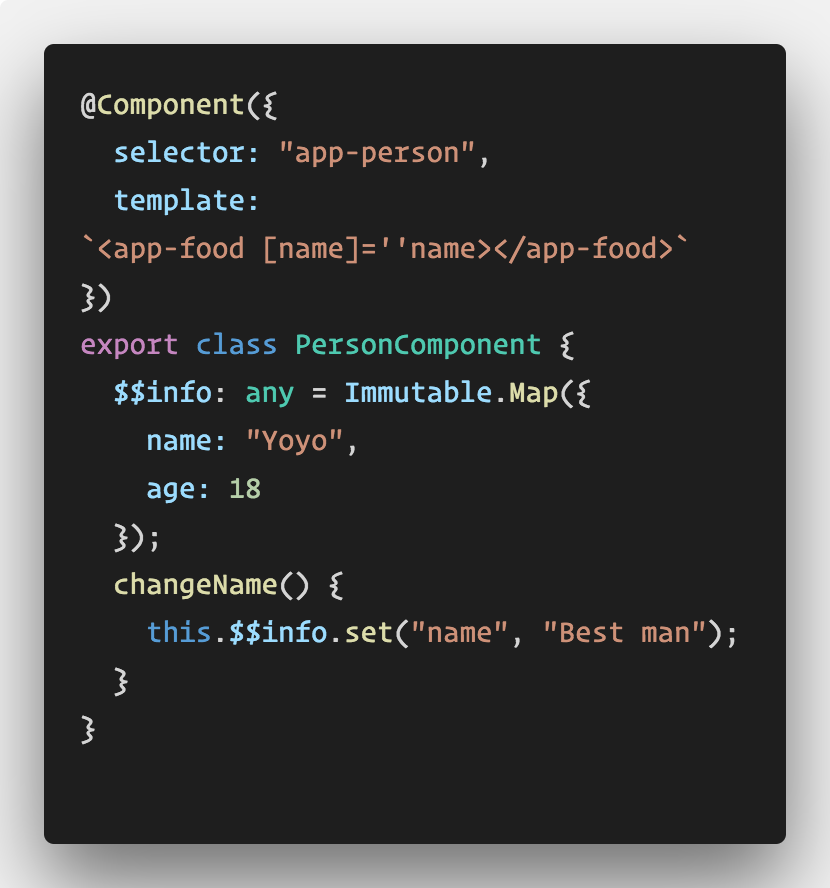 @Component({
  selector: "app-person",
  template:
`<app-food [name]=''name></app-food>`
})
export class PersonComponent {
  $$info: any = Immutable.Map({
    name: "Yoyo",
    age: 18
  });
  changeName() {
    this.$$info.set("name", "Best man");
  }
}